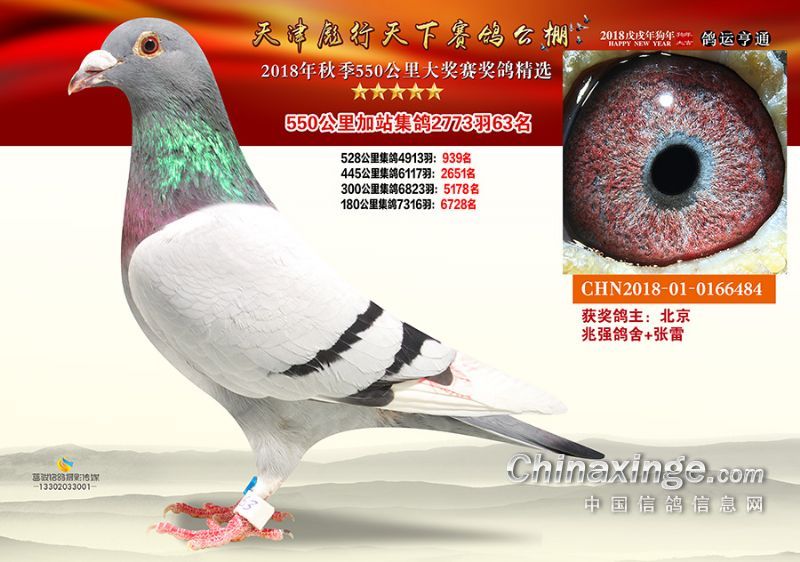 天津彪行天下赛鸽公棚
2018年秋季550公里大奖赛奖鸽精选
550公里加站集鸽2773羽63名
528公里集鸽4913羽：939名
445公里集鸽6117羽：2651名
300公里集鸽6823羽：5178名
180公里集鸽7316羽：6728名
2018戊戌年狗年
HAPPY NEW YEAR
狗年
大吉
鸽运亨通
CHN2018-01-0166484
获奖鸽主：北京
兆强鸽舍+张雷
13302033001
Chinaxinge.com
中国信鸽信息网